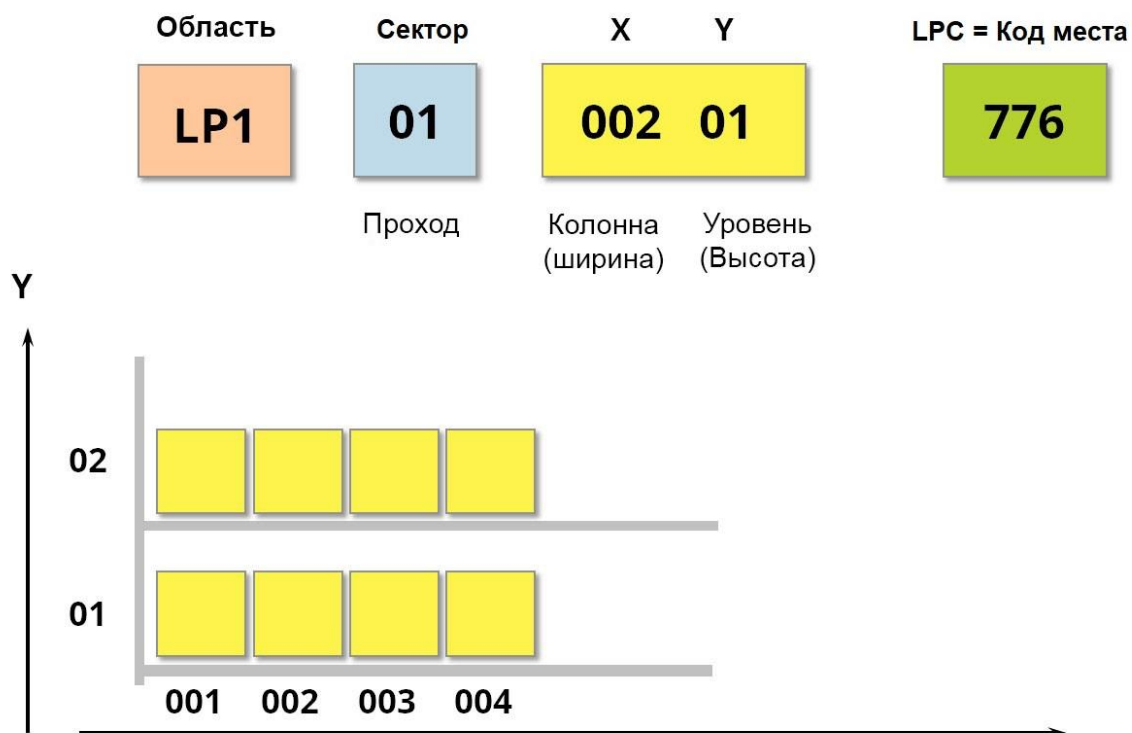 Область Сектор X Y LPC = Код места
LP1 01 002 01 776
Проход Колонна Уровень
(ширина) (Высота)
Y
02
01
001 002 003 004